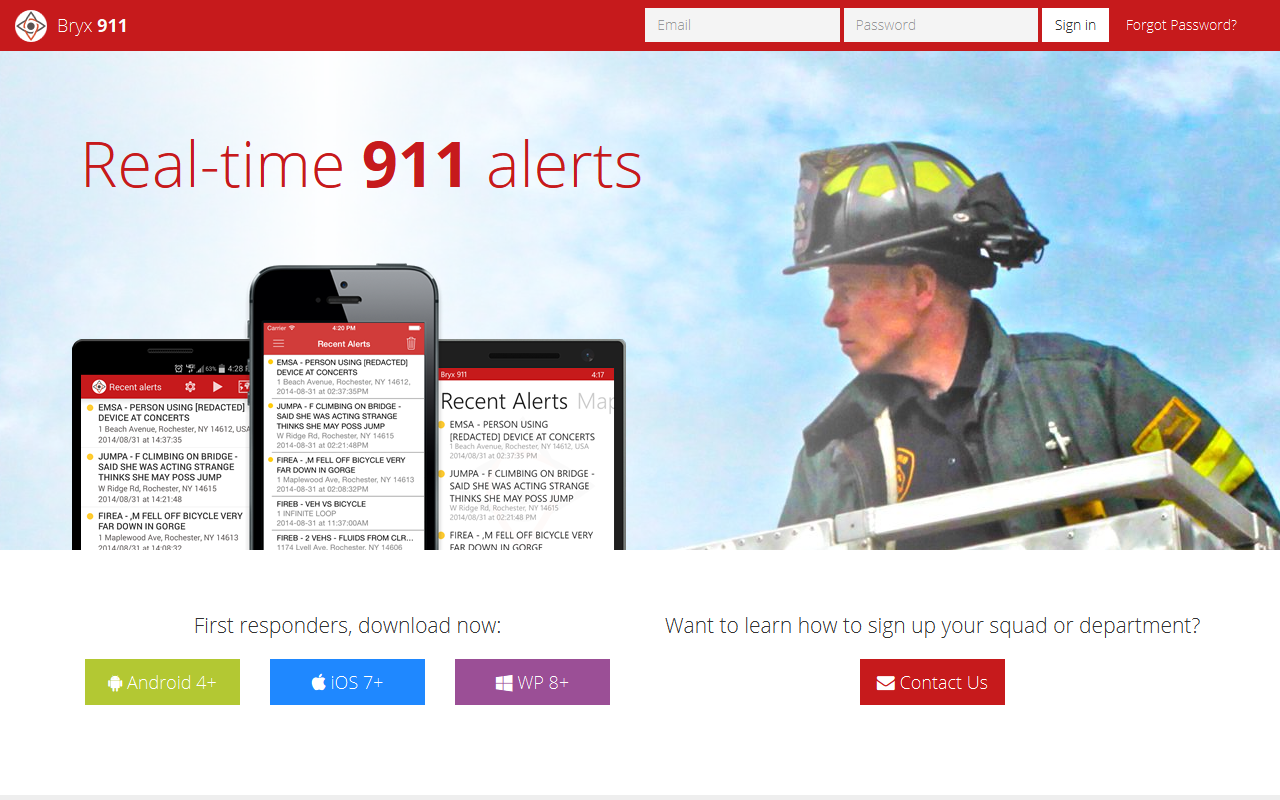 Bryx 911
Email
Password
Sign in
Forgot Password?
Real-time 911 alerts
4:28
63%
Recent alerts
EMSA - PERSON USING [REDACTED]
DEVICE AT CONCERTS
1 Beach Avenue, Rochester, NY 14612, USA
2014/08/31 at 14:37:35
JUMPA - F CLIMBING ON BRIDGE -
SAID SHE WAS ACTING STRANGE
THINKS SHE MAY POSS JUMP
W Ridge Rd, Rochester, NY 14615
2014/08/31 at 14:21:48
FIREA - ,M FELL OFF BICYCLE VERY
FAR DOWN IN GORGE
1 Maplewood Ave, Rochester, NY 14613
2014/08/31 at 14:08:32
Carrier
4:20 PM
Recent Alerts
EMSA - PERSON USING [REDACTED]
DEVICE AT CONCERTS
1 Beach Avenue, Rochester, NY 14612,
2014-08-31 at 02:37:35PM
JUMPA - F CLIMBING ON BRIDGE -
SAID SHE WAS ACTING STRANGE
THINKS SHE MAY POSS JUMP
W Ridge Rd, Rochester, NY 14615
2014-08-31 at 02:21:48PM
FIREA - ,M FELL OFF BICYCLE VERY
FAR DOWN IN GORGE
1 Maplewood Ave, Rochester, NY 14613
2014-08-31 at 02:08:32PM
FIREB - VEH VS BICYCLE
1 INFINITE LOOP
2014-08-31 at 11:37:00AM
FIREB - 2 VEHS - FLUIDS FROM CLR...
1174 Lyell Ave, Rochester, NY 14606
Bryx 911
4:17
Recent Alerts Map
EMSA - PERSON USING
[REDACTED] DEVICE AT CONCERTS
1 Beach Avenue, Rochester, NY 14612, USA
2014/08/31 at 02:37:35 PM
JUMPA - F CLIMBING ON BRIDGE -
SAID SHE WAS ACTING STRANGE
THINKS SHE MAY POSS JUMP
W Ridge Rd, Rochester, NY 14615
2014/08/31 at 02:21:48 PM
FIREA - ,M FELL OFF BICYCLE VERY
FAR DOWN IN GORGE
First responders, download now:
Android 4+
iOS 7+
WP 8+
Want to learn how to sign up your squad or department?
Contact Us